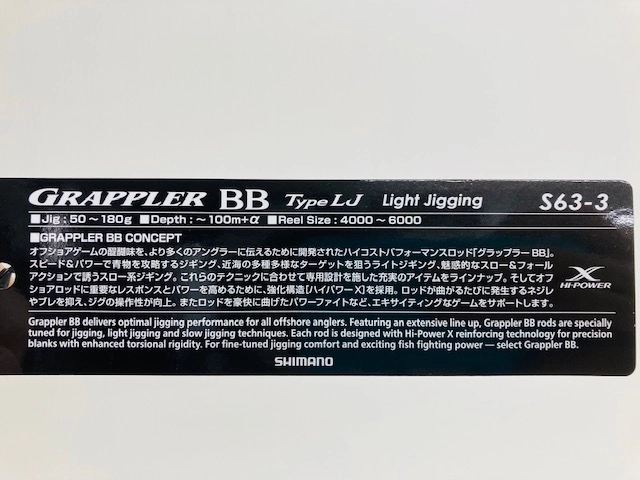 GRAPPLER BB Type LJ Light Jigging S63-3
■Jig : 50～180g ■Depth : ～100m+α ■Reel Size : 4000～6000
■GRAPPLER BB CONCEPT
オフショアゲームの醍醐味を、より多くのアングラーに伝えるために開発されたハイコストパフォーマンスロッド「グラップラーBB」。
スピード&パワーで青物を攻略するジギング、近海の多種多様なターゲットを狙うライトジギング、魅惑的なスロー&フォール
アクションで誘うスロー系ジギング。これらのテクニックに合わせて専用設計を施した充実のアイテムをラインナップ。そしてオフ
ショアロッドに重要なレスポンスとパワーを高めるために、強化構造[ハイパワーX]を採用。ロッドが曲がるたびに発生するネジレ
やブレを抑え、ジグの操作性が向上。またロッドを豪快に曲げたパワーファイトなど、エキサイティングなゲームをサポートします。
X
HI-POWER
Grappler BB delivers optimal jigging performance for all offshore anglers. Featuring an extensive line up, Grappler BB rods are specially
tuned for jigging, light jigging and slow jigging techniques. Each rod is designed with Hi-Power X reinforcing technology for precision
blanks with enhanced torsional rigidity. For fine-tuned jigging comfort and exciting fish fighting power — select Grappler BB.
SHIMANO